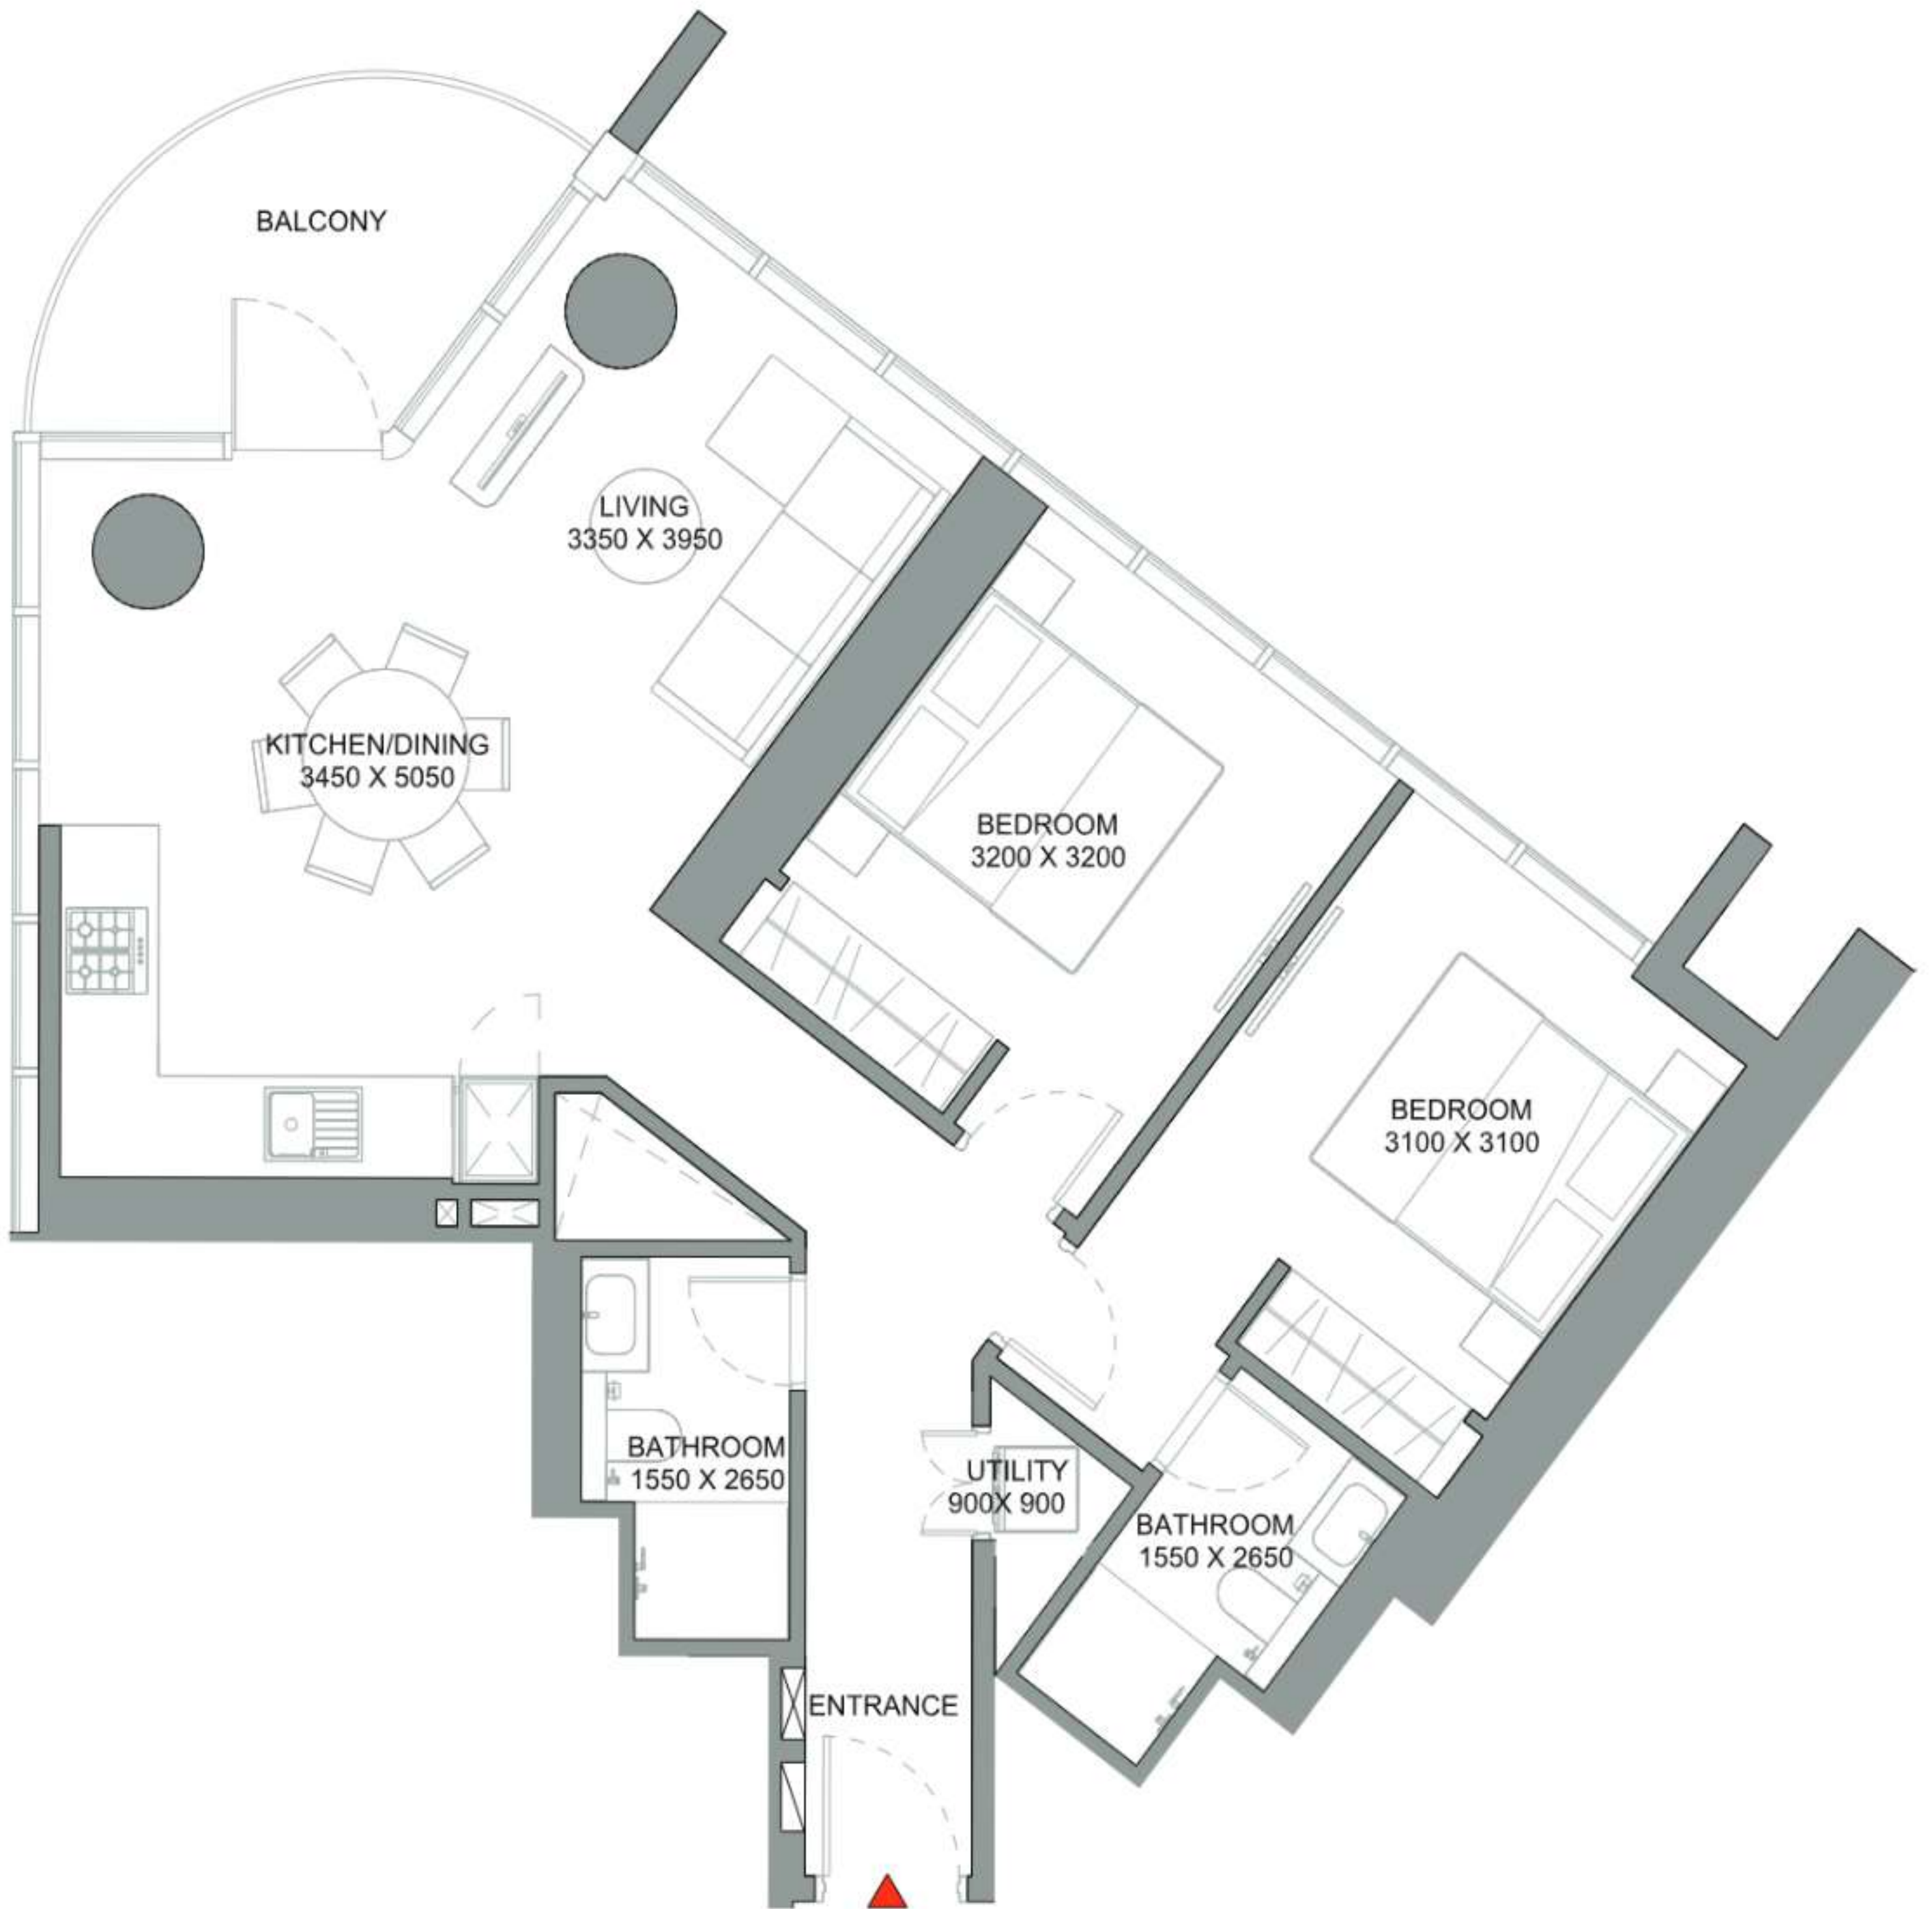 BALCONY
LIVING
3350 X 3950
KITCHEN/DINING
3450 X 5050
BEDROOM
3200 X 3200
BEDROOM
3100 X 3100
BATHROOM
1550 X 2650
UTILITY
900X 900
BATHROOM
1550 X 2650
ENTRANCE